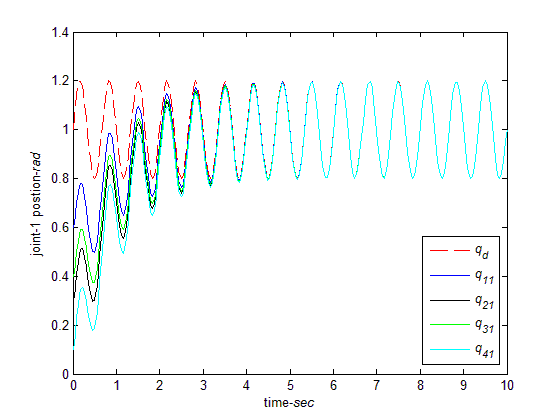 1.4
1.2
1
0.8
0.6
0.4
0.2
0
joint-1 postion-rad
0 1 2 3 4 5 6 7 8 9 10
time-sec
q_d
q_11
q_21
q_31
q_41